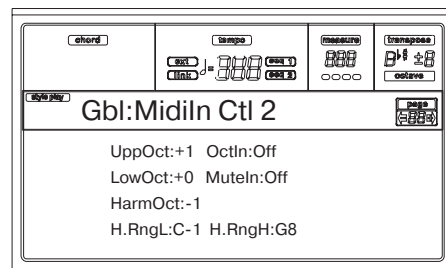 chord tempo measure transpose
ext seq 1
link seq 2
octave
style play
Gbl:MidiIn Ctl 2 page
UppOct:+1 OctIn:Off
LowOct:+0 MuteIn:Off
HarmOct:-1
H.RngL:C-1 H.RngH:G8